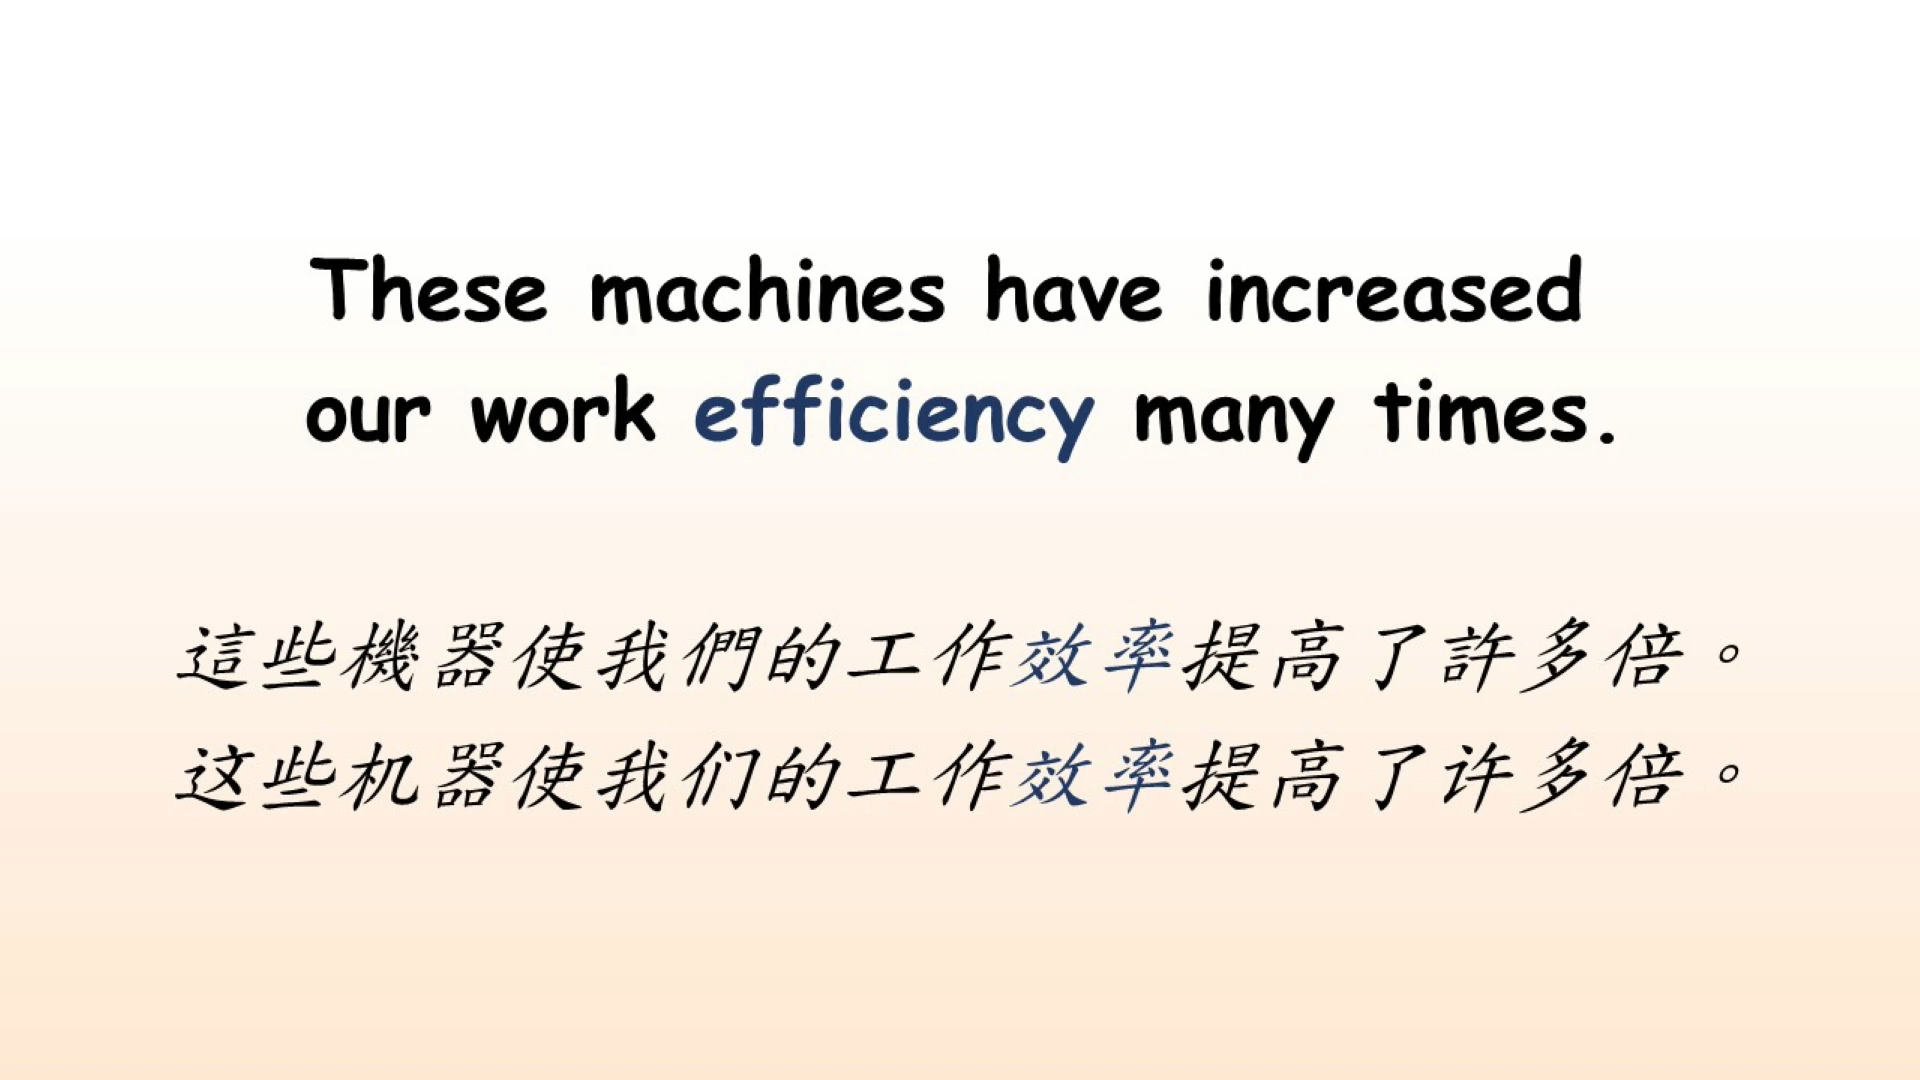 These machines have increased
our work efficiency many times.
這些機器使我們的工作效率提高了許多倍。
这些机器使我们的工作效率提高了许多倍。